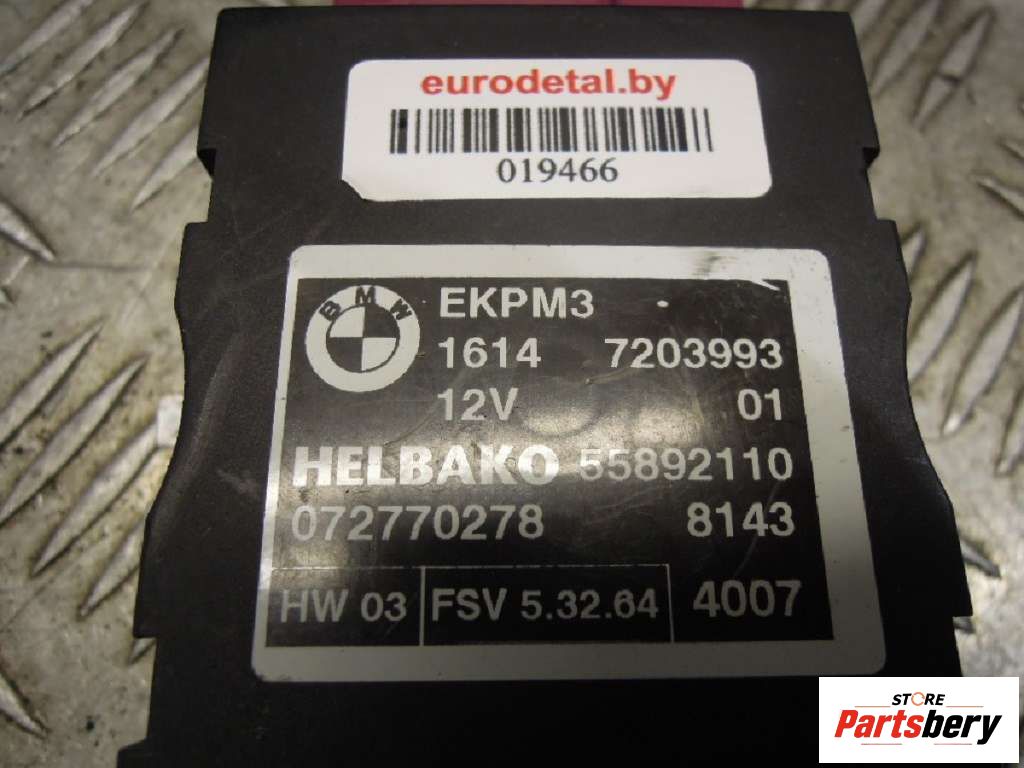 eurodetal.by
019466
BMW
EKPM3
1614 7203993
12V 01
HELBAKO 55892110
072770278 8143
HW 03 FSV 5.32.64 4007
STORE
Partsbery